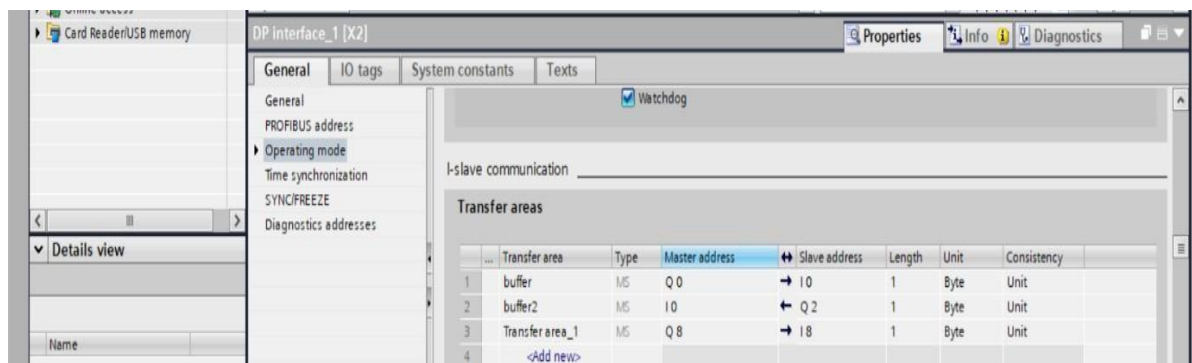 Online access
Card Reader/USB memory
DP interface_1 [X2]
Properties
Info
Diagnostics
General IO tags System constants Texts
General
PROFIBUS address
Operating mode
Time synchronization
SYNC/FREEZE
Diagnostics addresses
Watchdog
I-slave communication
Transfer areas
... Transfer area Type Master address ↔ Slave address Length Unit Consistency
1 buffer MS Q 0 → I 0 1 Byte Unit
2 buffer2 MS I 0 ← Q 2 1 Byte Unit
3 Transfer area_1 MS Q 8 → I 8 1 Byte Unit
4 <Add new>
Details view
Name